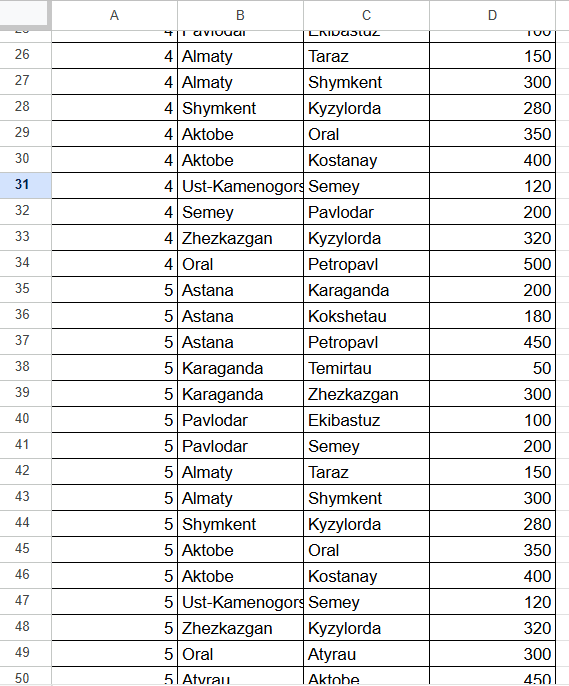 A B C D
25 4 Pavlodar Ekibastuz 100
26 4 Almaty Taraz 150
27 4 Almaty Shymkent 300
28 4 Shymkent Kyzylorda 280
29 4 Aktobe Oral 350
30 4 Aktobe Kostanay 400
31 4 Ust-Kamenogors Semey 120
32 4 Semey Pavlodar 200
33 4 Zhezkazgan Kyzylorda 320
34 4 Oral Petropavl 500
35 5 Astana Karaganda 200
36 5 Astana Kokshetau 180
37 5 Astana Petropavl 450
38 5 Karaganda Temirtau 50
39 5 Karaganda Zhezkazgan 300
40 5 Pavlodar Ekibastuz 100
41 5 Pavlodar Semey 200
42 5 Almaty Taraz 150
43 5 Almaty Shymkent 300
44 5 Shymkent Kyzylorda 280
45 5 Aktobe Oral 350
46 5 Aktobe Kostanay 400
47 5 Ust-Kamenogors Semey 120
48 5 Zhezkazgan Kyzylorda 320
49 5 Oral Atyrau 300
50 5 Atyrau Aktobe 450